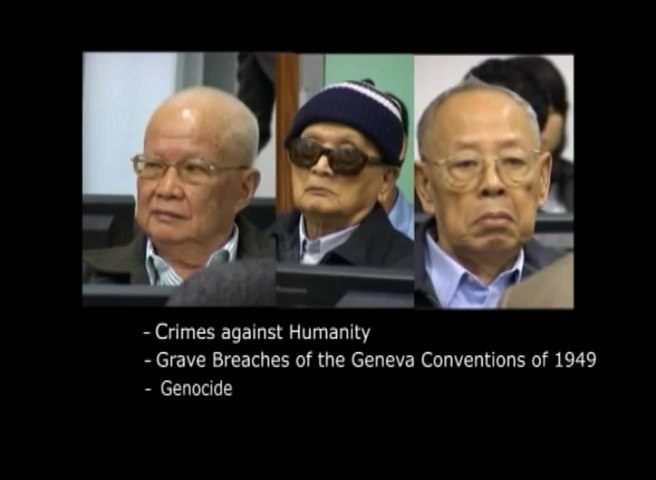 - Crimes against Humanity
- Grave Breaches of the Geneva Conventions of 1949
- Genocide